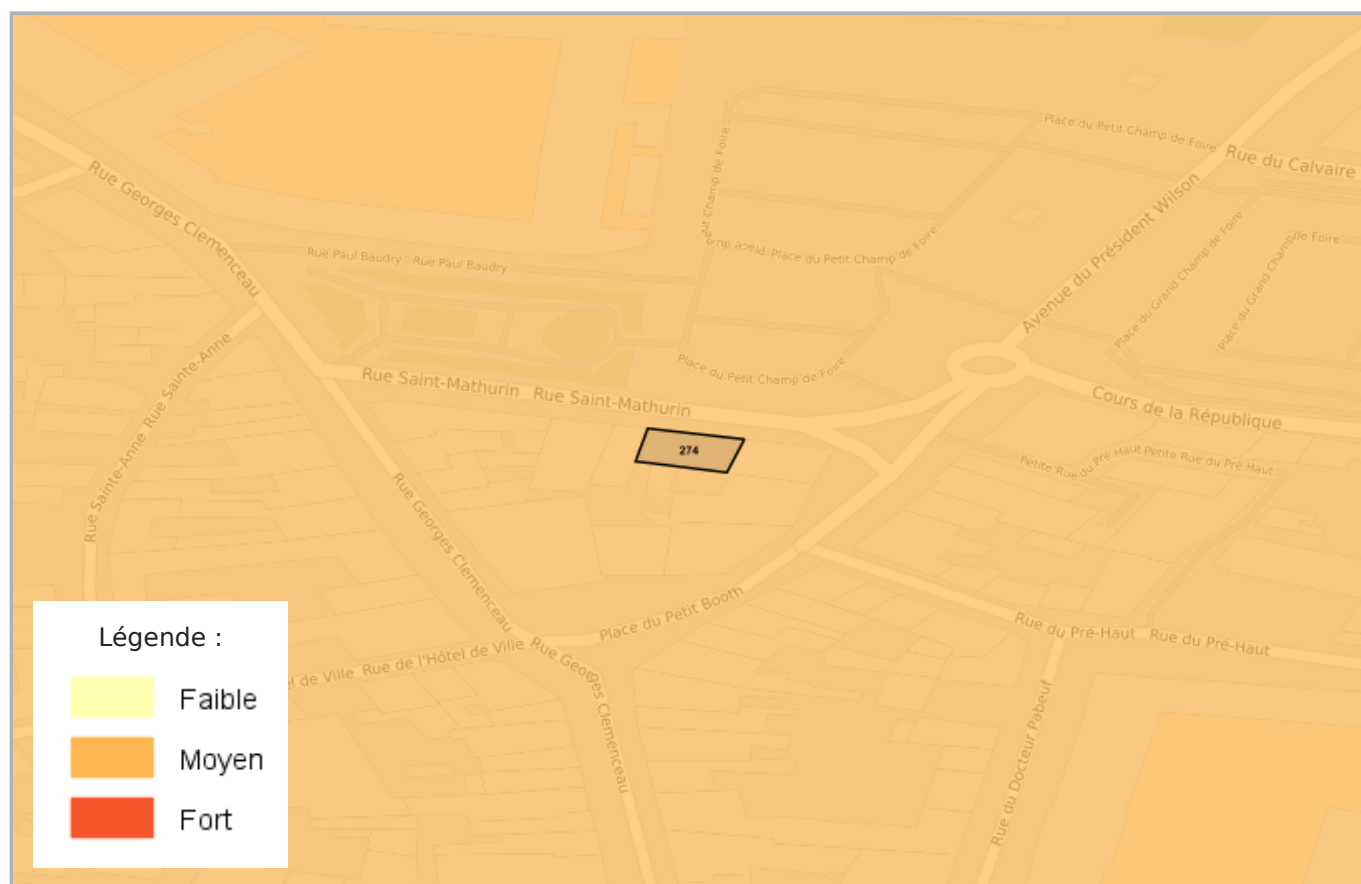 Place du Petit Champ de Foire
Rue du Calvaire
Rue Georges Clemenceau
Champ de Foire
Avenue du Président Wilson
Place du Grand Champ de Foire
Place du Grand Champ
de Foire
Rue Paul Baudry
Rue Paul Baudry
Place du
Place du Petit Champ de Foire
Place du Petit Champ de Foire
Rue Sainte-Anne
Rue Sainte-Anne
Rue Saint-Mathurin
Rue Saint-Mathurin
Cours de la République
274
Petite Rue du Pré Haut
Petite Rue du Pré Haut
Rue Georges Clemenceau
Place du Petit Booth
Rue du Pré-Haut
Rue du Pré-Haut
el de Ville
Rue de l'Hôtel de Ville
Rue Georges Clemenceau
Rue du Docteur Pabeuf
Légende :
Faible
Moyen
Fort